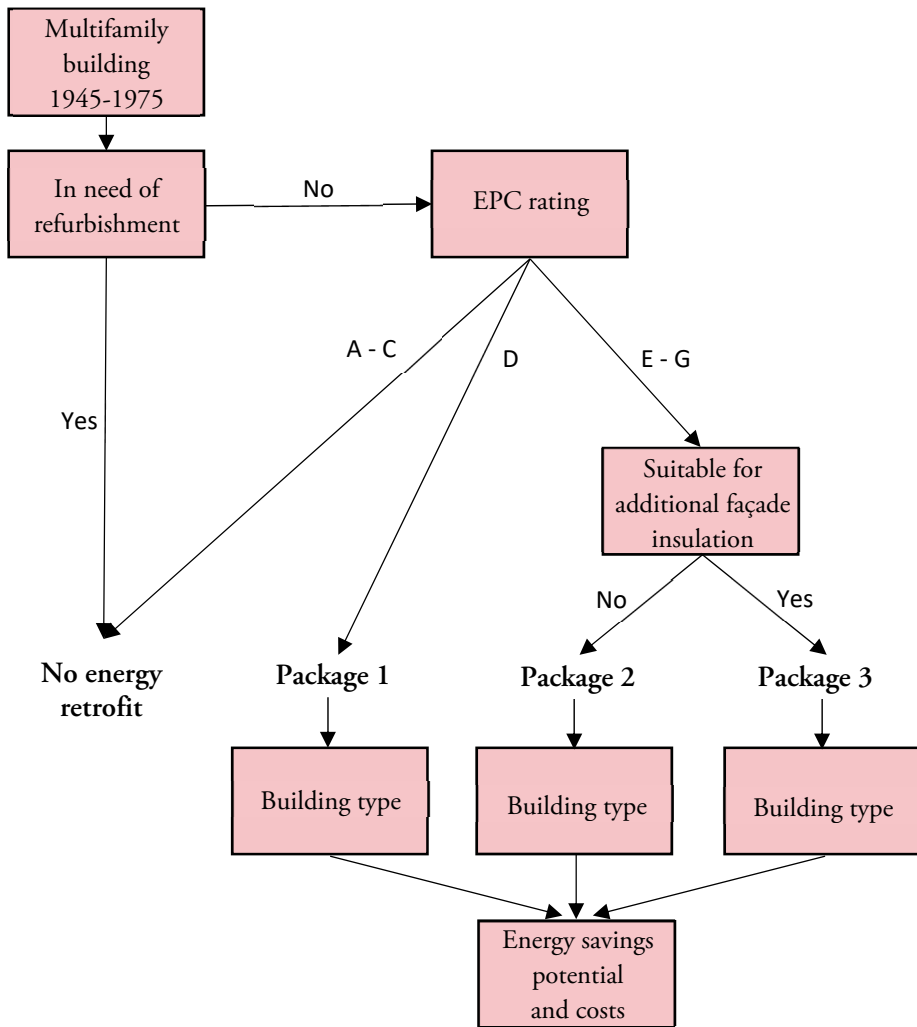 Multifamily
building
1945-1975
In need of
refurbishment
No
EPC rating
A - C
D
E - G
Yes
Suitable for
additional façade
insulation
No
Yes
No energy
retrofit
Package 1
Package 2
Package 3
Building type
Building type
Building type
Energy savings
potential
and costs